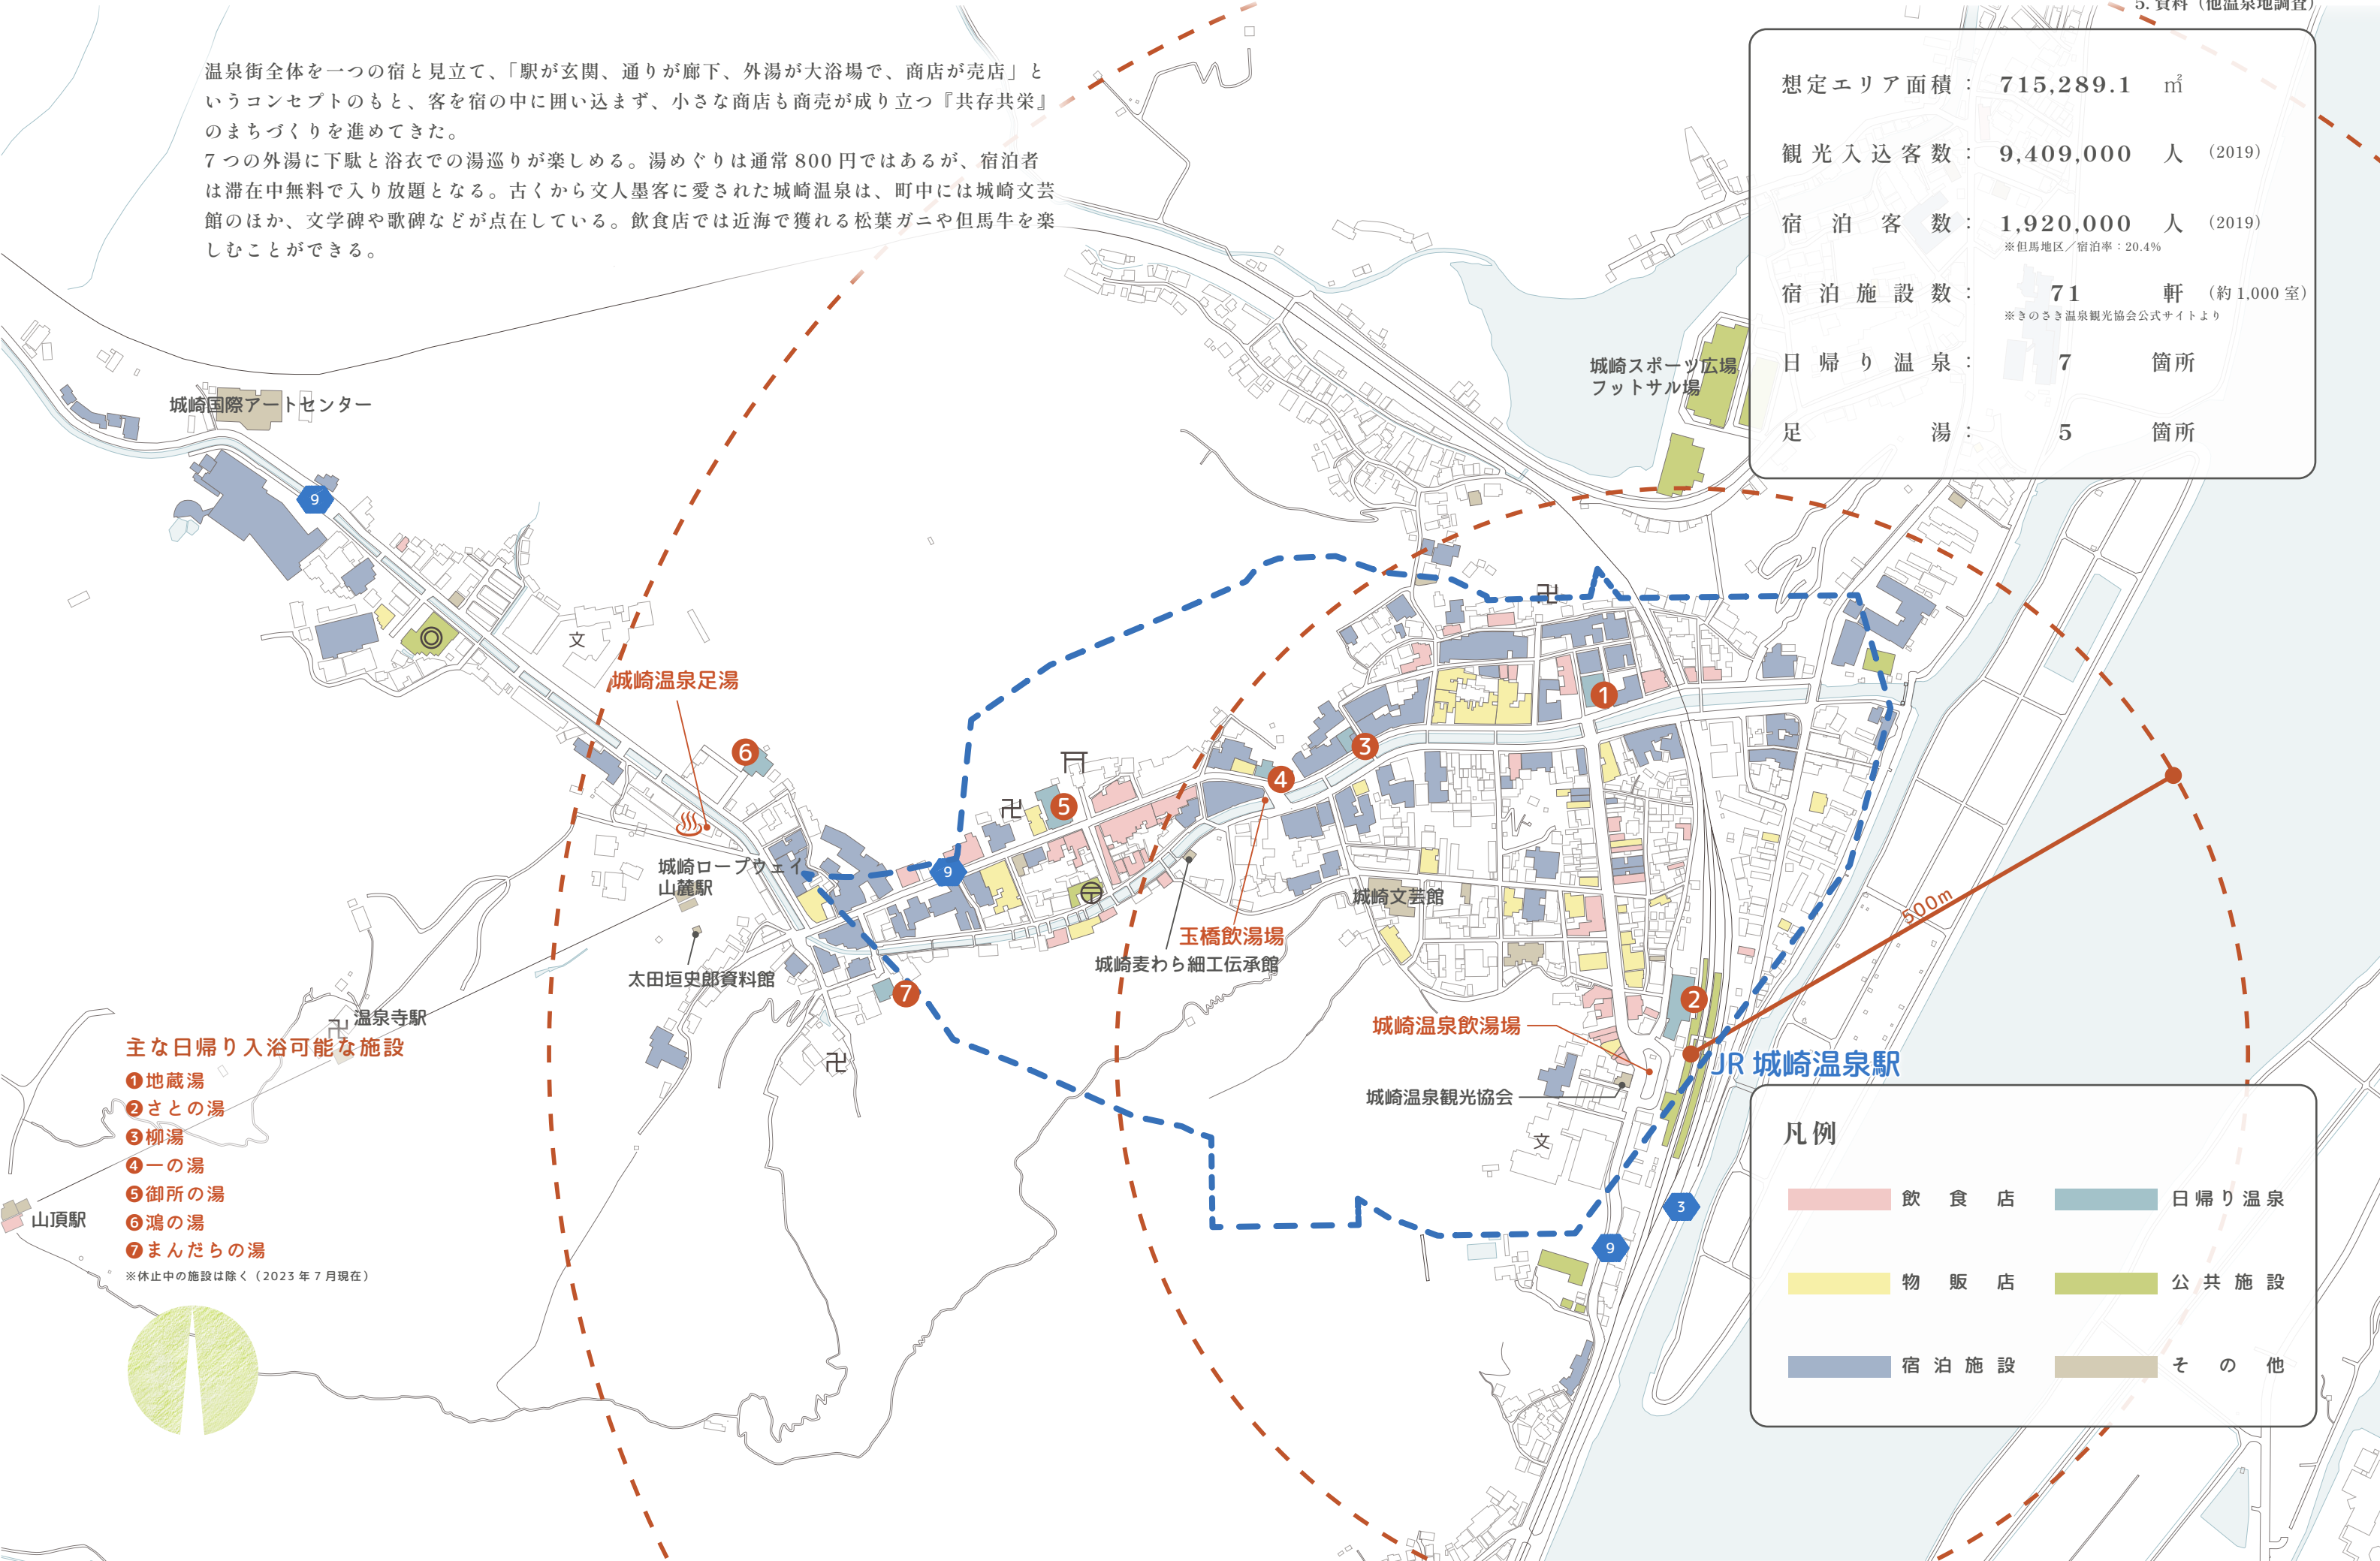 5. 資料（他温泉地調査）
温泉街全体を一つの宿と見立て、「駅が玄関、通りが廊下、外湯が大浴場で、商店が売店」と
いうコンセプトのもと、客を宿の中に囲い込まず、小さな商店も商売が成り立つ『共存共栄』
のまちづくりを進めてきた。
7 つの外湯に下駄と浴衣での湯巡りが楽しめる。湯めぐりは通常 800 円ではあるが、宿泊者
は滞在中無料で入り放題となる。古くから文人墨客に愛された城崎温泉は、町中には城崎文芸
館のほか、文学碑や歌碑などが点在している。飲食店では近海で獲れる松葉ガニや但馬牛を楽
しむことができる。
想定エリア面積： 715,289.1 ㎡
観光入込客数： 9,409,000 人 （2019）
宿泊客数： 1,920,000 人 （2019）
※但馬地区／宿泊率：20.4%
宿泊施設数： 71 軒 （約 1,000 室）
※きのさき温泉観光協会公式サイトより
日帰り温泉： 7 箇所
足湯： 5 箇所
城崎スポーツ広場
フットサル場
城崎国際アートセンター
9
文
卍
城崎温泉足湯
1
6
3
4
5
卍
9
城崎ロープウェイ
山麓駅
城崎文芸館
500m
玉橋飲湯場
城崎麦わら細工伝承館
太田垣史郎資料館
7
2
温泉寺駅
卍
卍
城崎温泉飲湯場
JR 城崎温泉駅
城崎温泉観光協会
文
3
9
山頂駅
主な日帰り入浴可能な施設
❶地蔵湯
❷さとの湯
❸柳湯
❹一の湯
❺御所の湯
❻鴻の湯
❼まんだらの湯
※休止中の施設は除く（2023 年 7 月現在）
凡例
飲食店
日帰り温泉
物販店
公共施設
宿泊施設
その他